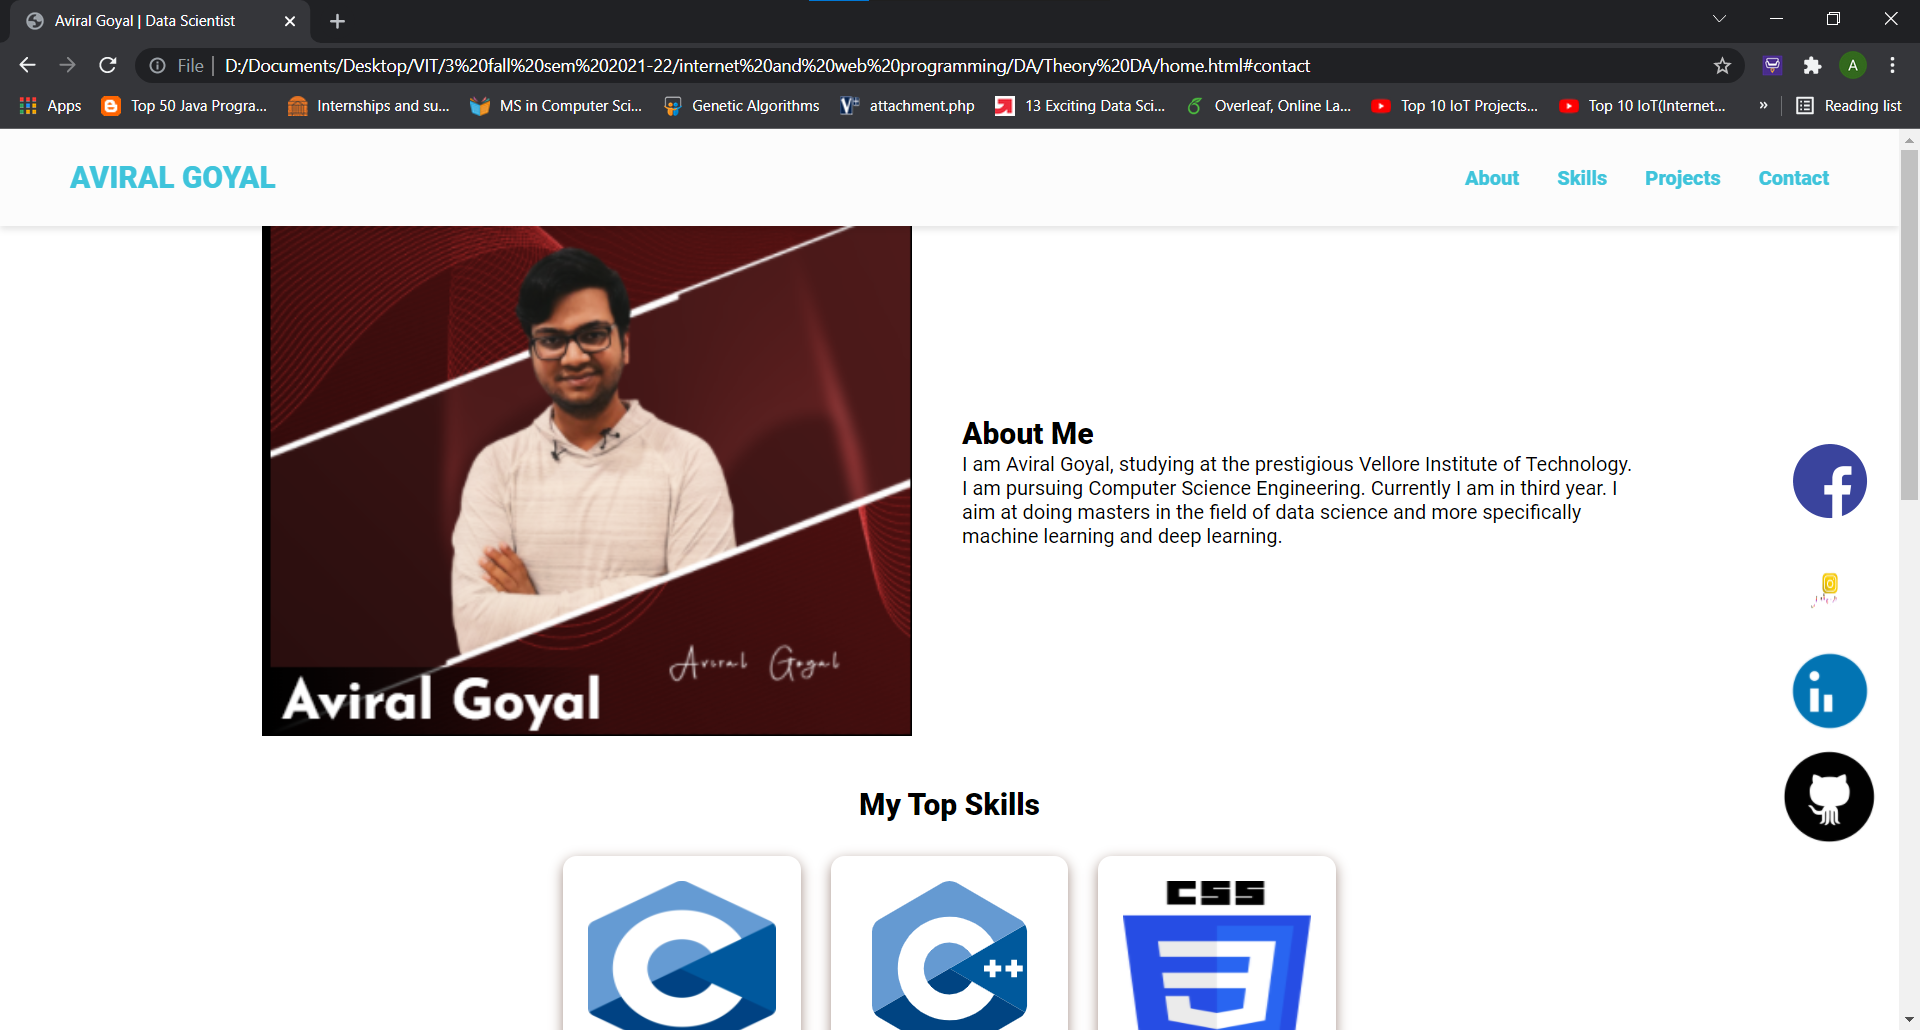 Aviral Goyal | Data Scientist
File | D:/Documents/Desktop/VIT/3%20fall%20sem%202021-22/internet%20and%20web%20programming/DA/Theory%20DA/home.html#contact
A
Apps Top 50 Java Progra... Internships and su... MS in Computer Sci... Genetic Algorithms attachment.php 13 Exciting Data Sci... Overleaf, Online La... Top 10 IoT Projects... Top 10 IoT(Internet... » Reading list
AVIRAL GOYAL
About Skills Projects Contact
Aviral Goyal
Aviral Goyal
About Me
I am Aviral Goyal, studying at the prestigious Vellore Institute of Technology.
I am pursuing Computer Science Engineering. Currently I am in third year. I
aim at doing masters in the field of data science and more specifically
machine learning and deep learning.
f
in
My Top Skills
C
C++
CSS
3